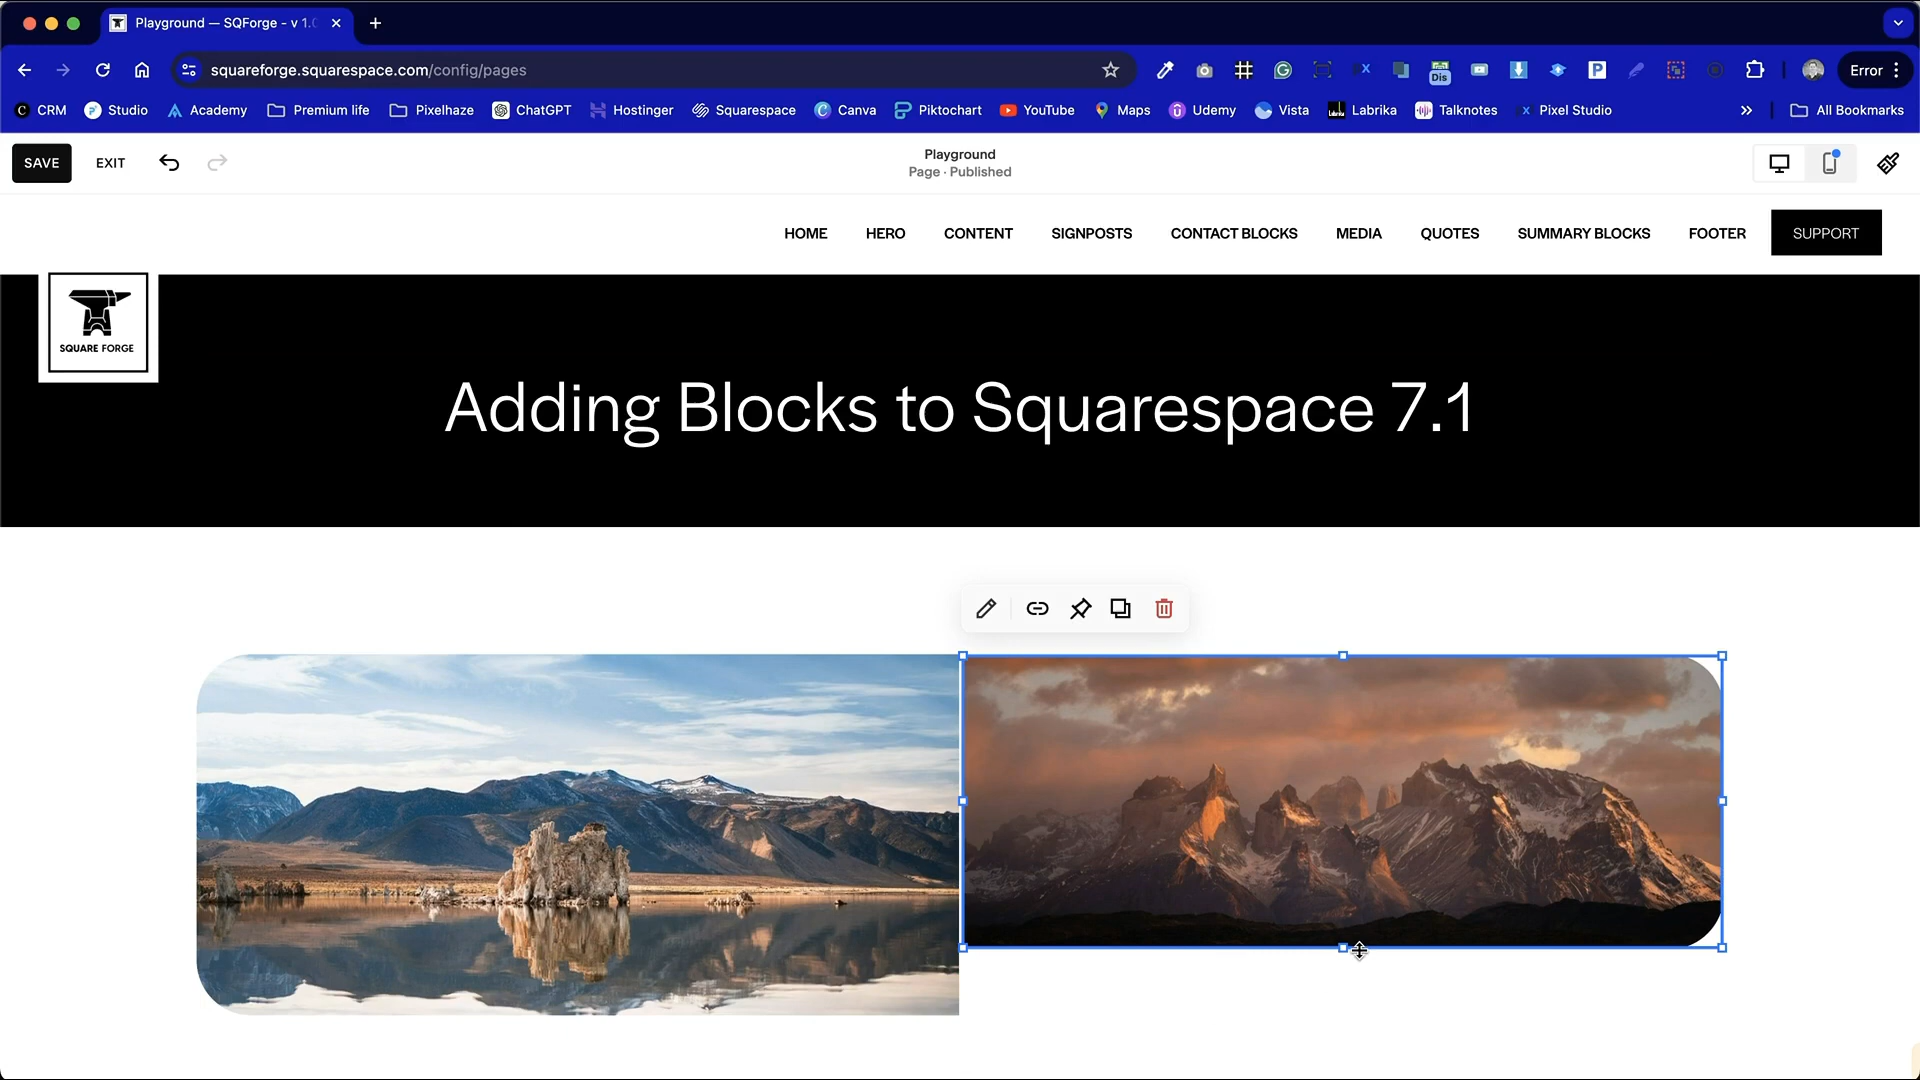 Playground — SQForge - v 1.0
squareforge.squarespace.com/config/pages
Dis
Error
CRM Studio Academy Premium life Pixelhaze ChatGPT Hostinger Squarespace Canva Piktochart YouTube Maps Udemy Vista Labrika Talknotes Pixel Studio All Bookmarks
SAVE EXIT
Playground
Page · Published
HOME HERO CONTENT SIGNPOSTS CONTACT BLOCKS MEDIA QUOTES SUMMARY BLOCKS FOOTER SUPPORT
SQUARE FORGE
Adding Blocks to Squarespace 7.1